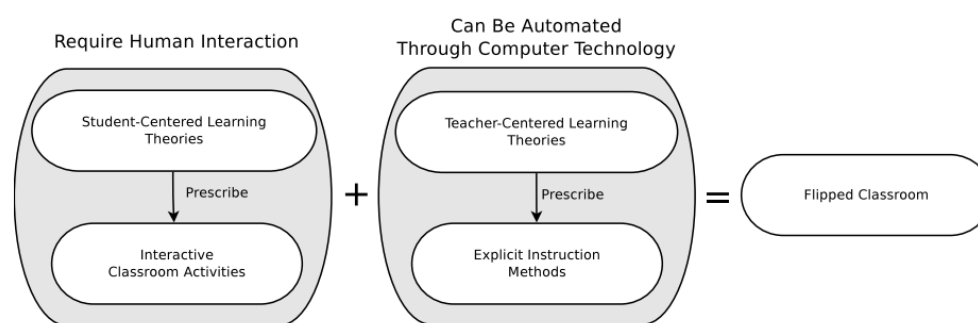 Require Human Interaction
Can Be Automated
Through Computer Technology
Student-Centered Learning
Theories
Teacher-Centered Learning
Theories
Prescribe
Prescribe
+
=
Flipped Classroom
Interactive
Classroom Activities
Explicit Instruction
Methods